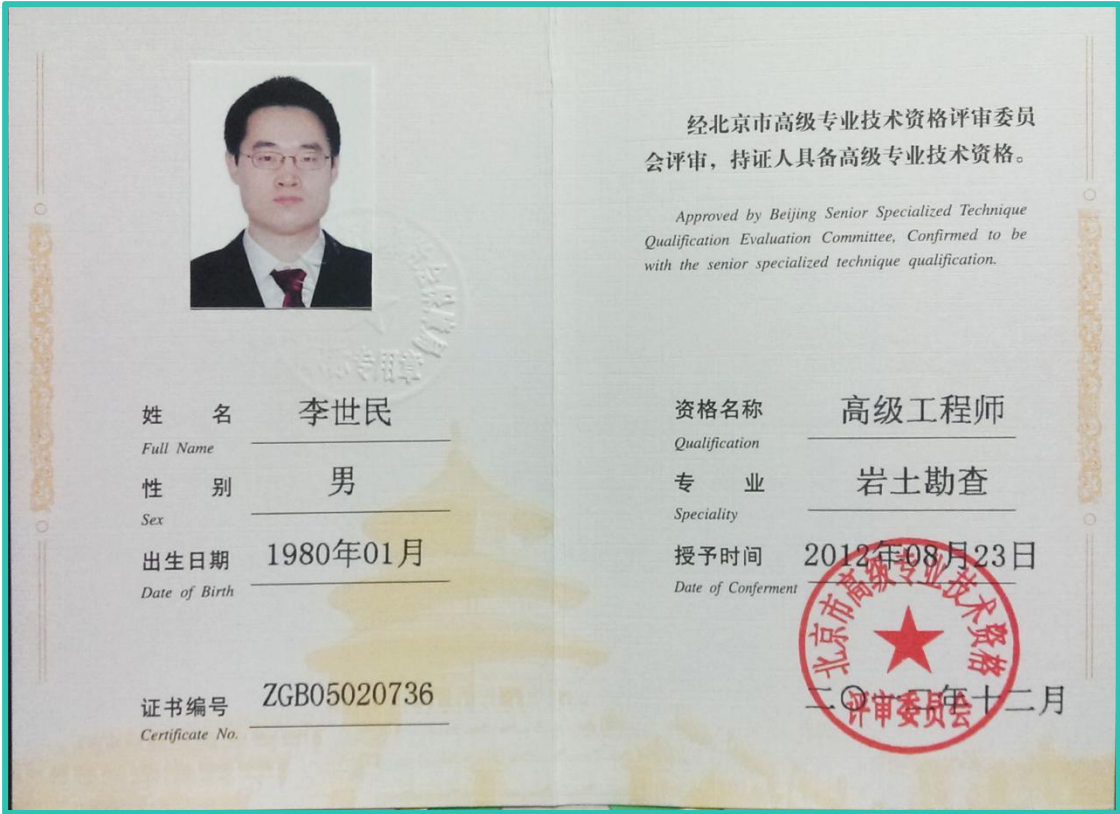 姓 名 李世民
Full Name
性 别 男
Sex
出生日期 1980年01月
Date of Birth
证书编号 ZGB05020736
Certificate No.
专用章
经北京市高级专业技术资格评审委员
会评审，持证人具备高级专业技术资格。
Approved by Beijing Senior Specialized Technique
Qualification Evaluation Committee, Confirmed to be
with the senior specialized technique qualification.
资格名称 高级工程师
Qualification
专 业 岩土勘查
Speciality
授予时间 2012年08月23日
Date of Conferment
北京市高级专业技术资格
评审委员会
二〇一二年十二月